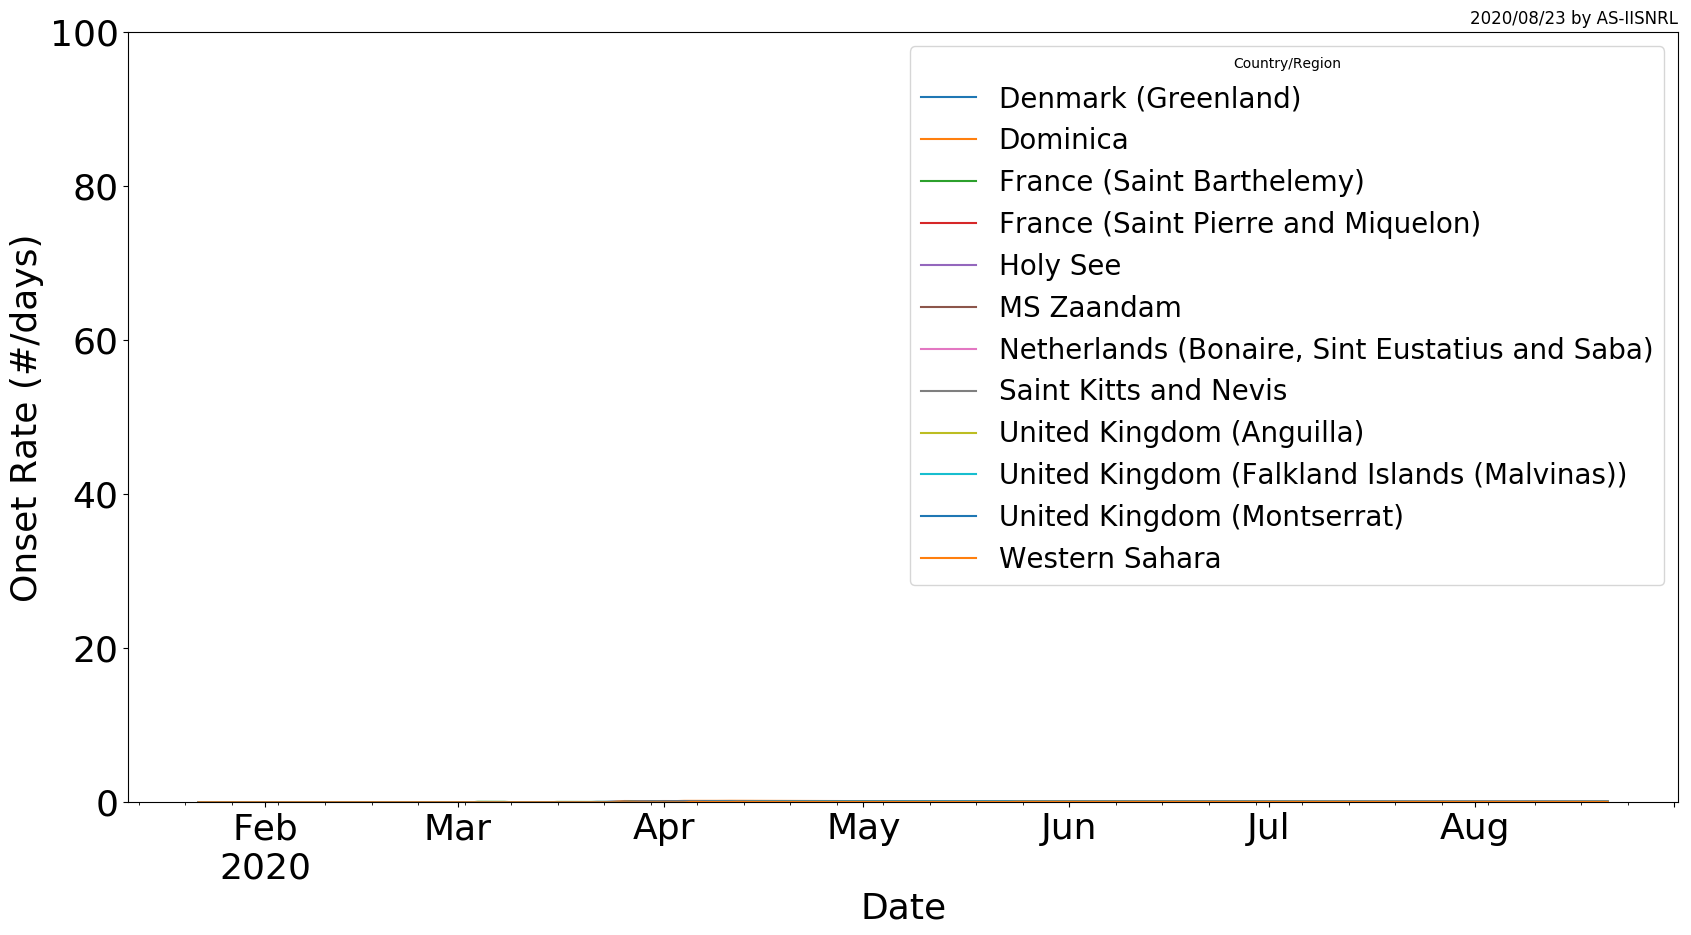 2020/08/23 by AS-IISNRL
100
80
60
40
20
0
Onset Rate (#/days)
Country/Region
Denmark (Greenland)
Dominica
France (Saint Barthelemy)
France (Saint Pierre and Miquelon)
Holy See
MS Zaandam
Netherlands (Bonaire, Sint Eustatius and Saba)
Saint Kitts and Nevis
United Kingdom (Anguilla)
United Kingdom (Falkland Islands (Malvinas))
United Kingdom (Montserrat)
Western Sahara
Feb Mar Apr May Jun Jul Aug
2020
Date